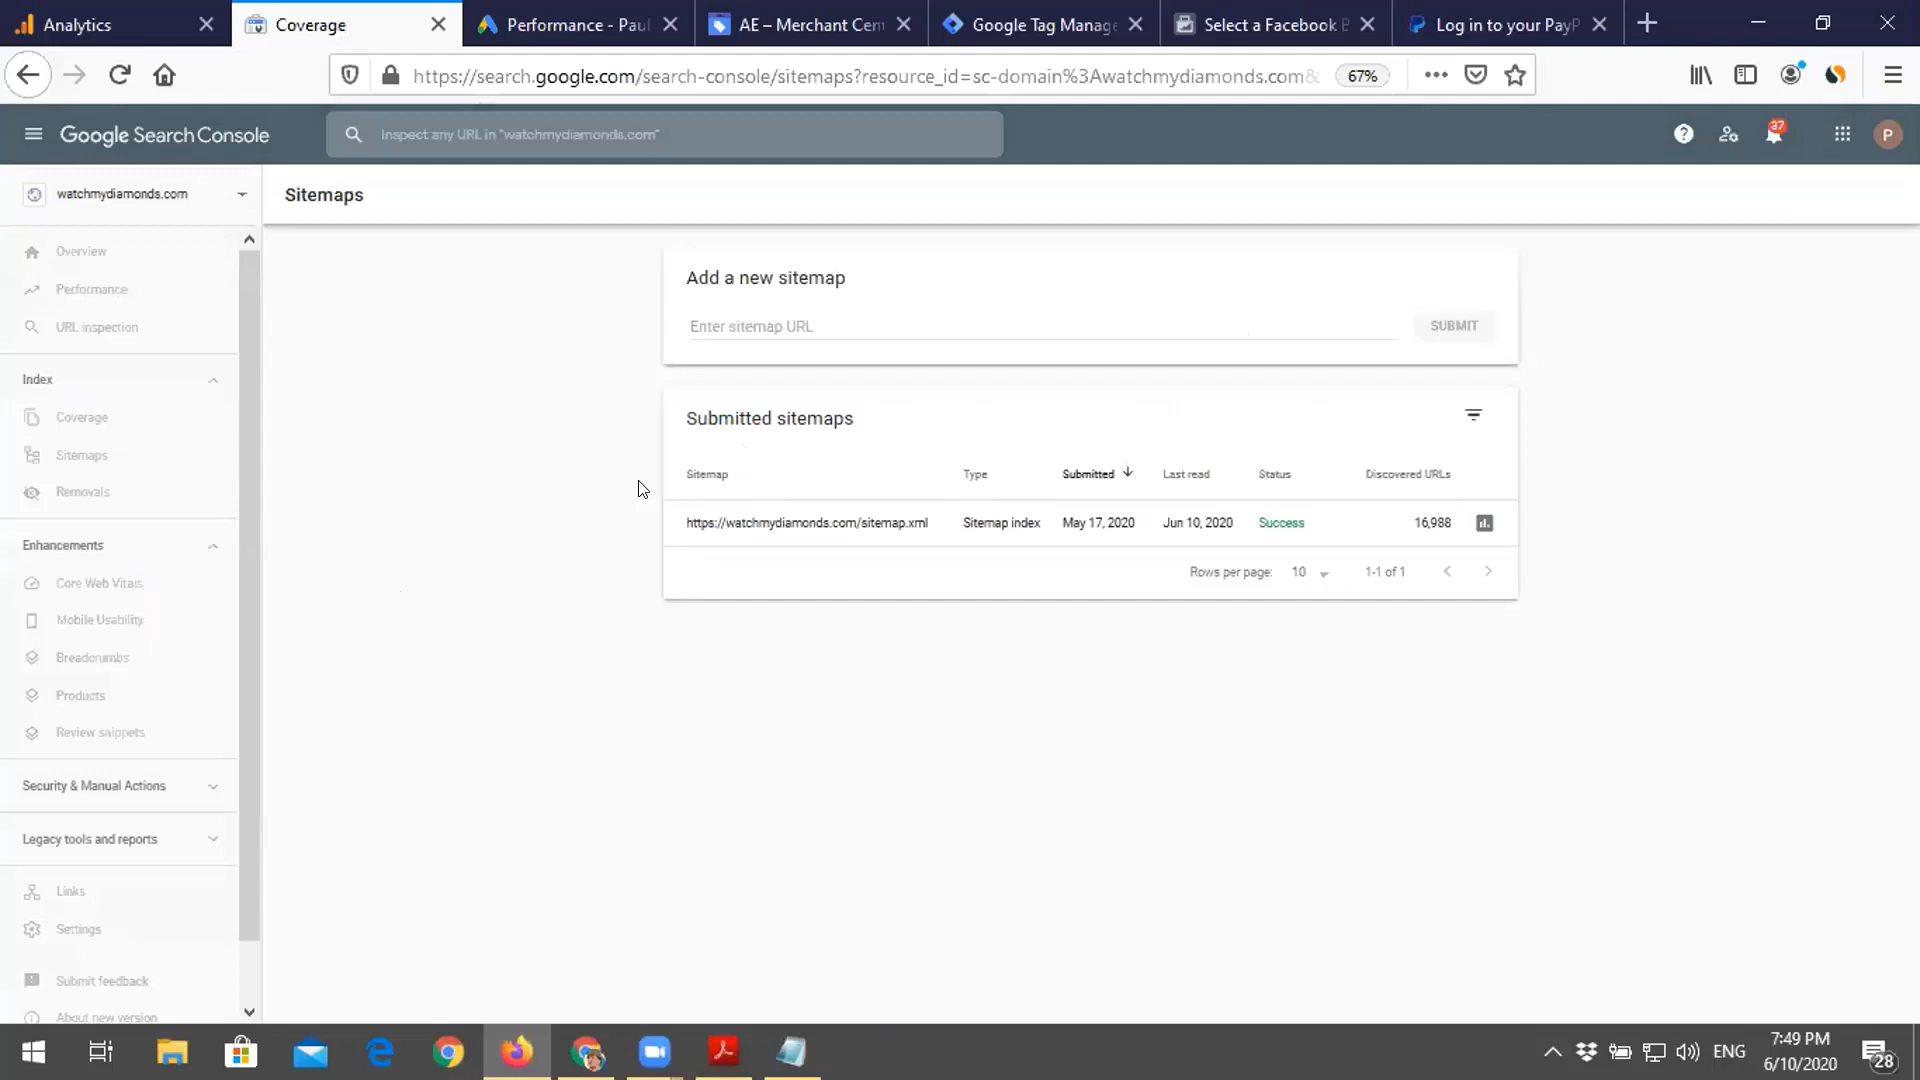 Analytics
Coverage
Performance - Paul
AE – Merchant Cent
Google Tag Manage
Select a Facebook B
Log in to your PayP
https://search.google.com/search-console/sitemaps?resource_id=sc-domain%3Awatchmydiamonds.com&
67%
Google Search Console
Inspect any URL in "watchmydiamonds.com"
37
P
watchmydiamonds.com
Sitemaps
Overview
Performance
URL inspection
Index
Coverage
Sitemaps
Removals
Enhancements
Core Web Vitals
Mobile Usability
Breadcrumbs
Products
Review snippets
Security & Manual Actions
Legacy tools and reports
Links
Settings
Submit feedback
About new version
Add a new sitemap
Enter sitemap URL
SUBMIT
Submitted sitemaps
Sitemap Type Submitted Last read Status Discovered URLs
https://watchmydiamonds.com/sitemap.xml Sitemap index May 17, 2020 Jun 10, 2020 Success 16,988
Rows per page: 10 1-1 of 1
ENG
7:49 PM
6/10/2020
28